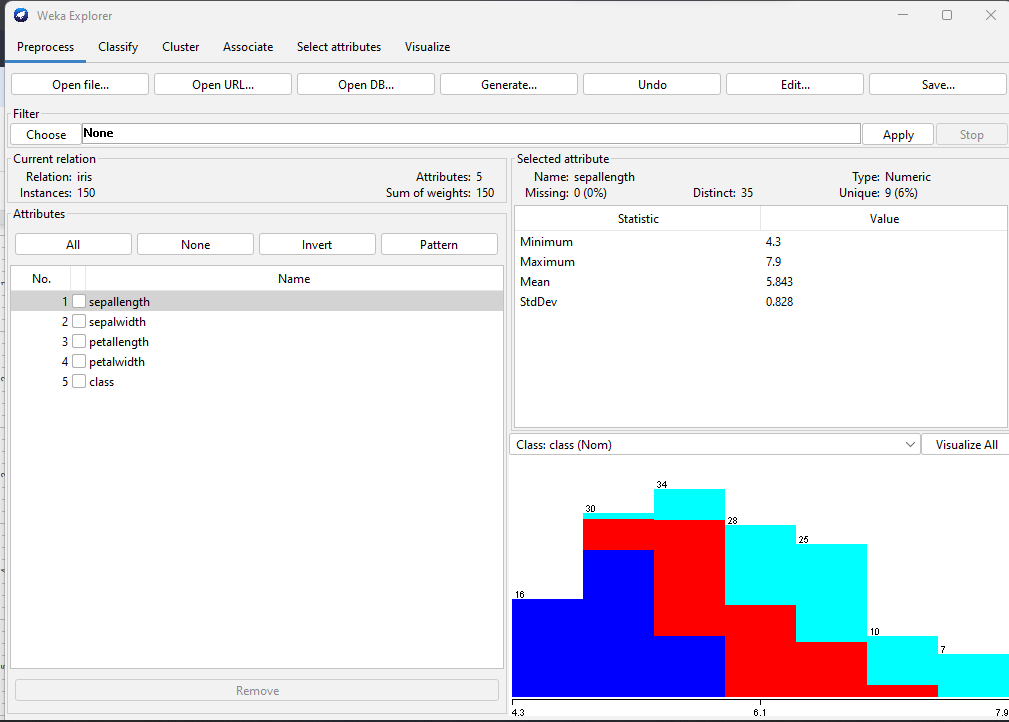 Weka Explorer
Preprocess Classify Cluster Associate Select attributes Visualize
Open file... Open URL... Open DB... Generate... Undo Edit... Save...
Filter
Choose None Apply Stop
Current relation
Relation: iris Attributes: 5
Instances: 150 Sum of weights: 150
Attributes
All None Invert Pattern
No. Name
1 sepallength
2 sepalwidth
3 petallength
4 petalwidth
5 class
Remove
Selected attribute
Name: sepallength Type: Numeric
Missing: 0 (0%) Distinct: 35 Unique: 9 (6%)
Statistic Value
Minimum 4.3
Maximum 7.9
Mean 5.843
StdDev 0.828
Class: class (Nom) Visualize All
16 30 34 28 25 10 7
4.3 6.1 7.9